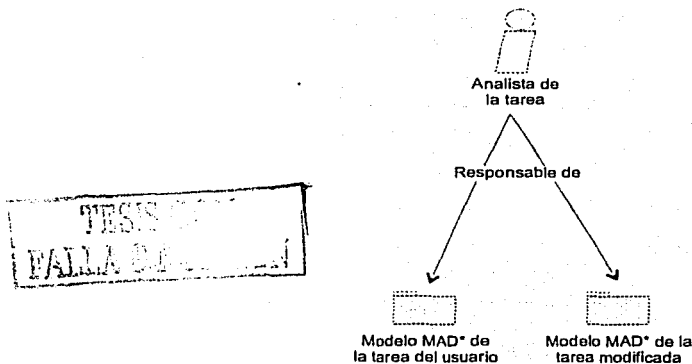 Analista de
la tarea
Responsable de
TESIS
FALLA
Modelo MAD* de
la tarea del usuario
Modelo MAD* de la
tarea modificada